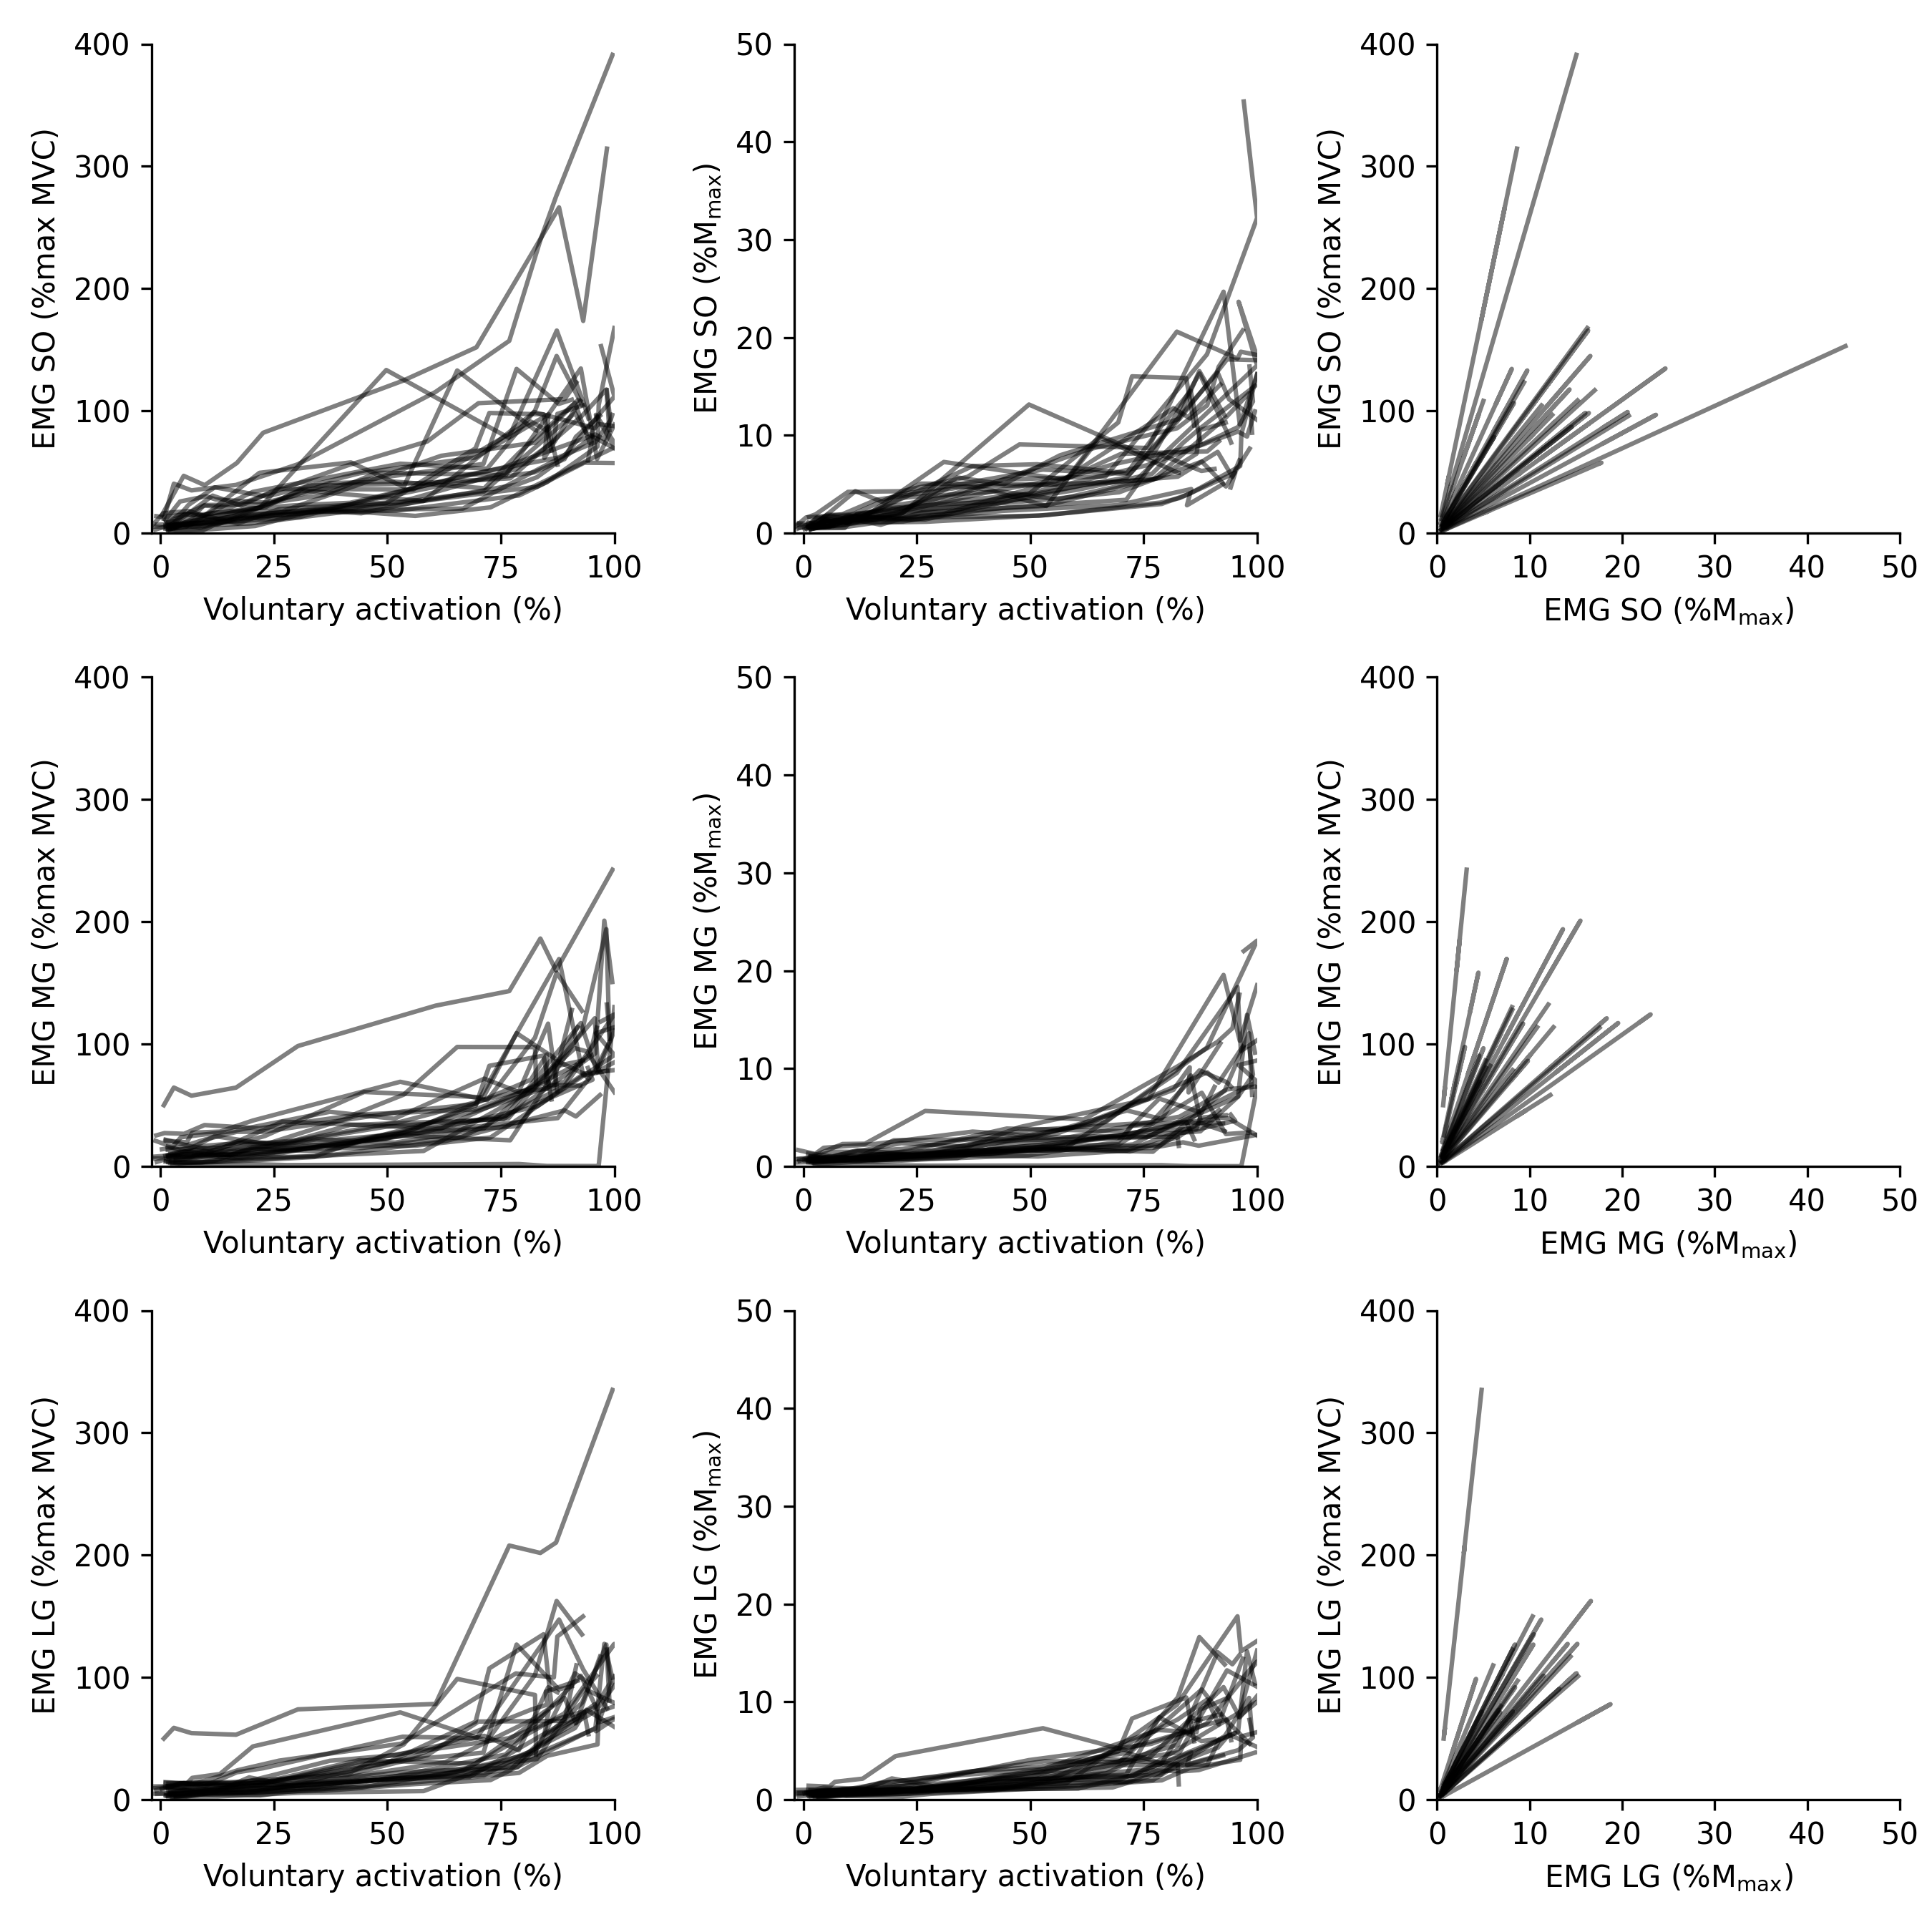 400
300
200
100
0
EMG SO (%max MVC)
0 25 50 75 100
Voluntary activation (%)
50
40
30
20
10
0
EMG SO (%Mmax)
0 25 50 75 100
Voluntary activation (%)
400
300
200
100
0
EMG SO (%max MVC)
0 10 20 30 40 50
EMG SO (%Mmax)
400
300
200
100
0
EMG MG (%max MVC)
0 25 50 75 100
Voluntary activation (%)
50
40
30
20
10
0
EMG MG (%Mmax)
0 25 50 75 100
Voluntary activation (%)
400
300
200
100
0
EMG MG (%max MVC)
0 10 20 30 40 50
EMG MG (%Mmax)
400
300
200
100
0
EMG LG (%max MVC)
0 25 50 75 100
Voluntary activation (%)
50
40
30
20
10
0
EMG LG (%Mmax)
0 25 50 75 100
Voluntary activation (%)
400
300
200
100
0
EMG LG (%max MVC)
0 10 20 30 40 50
EMG LG (%Mmax)